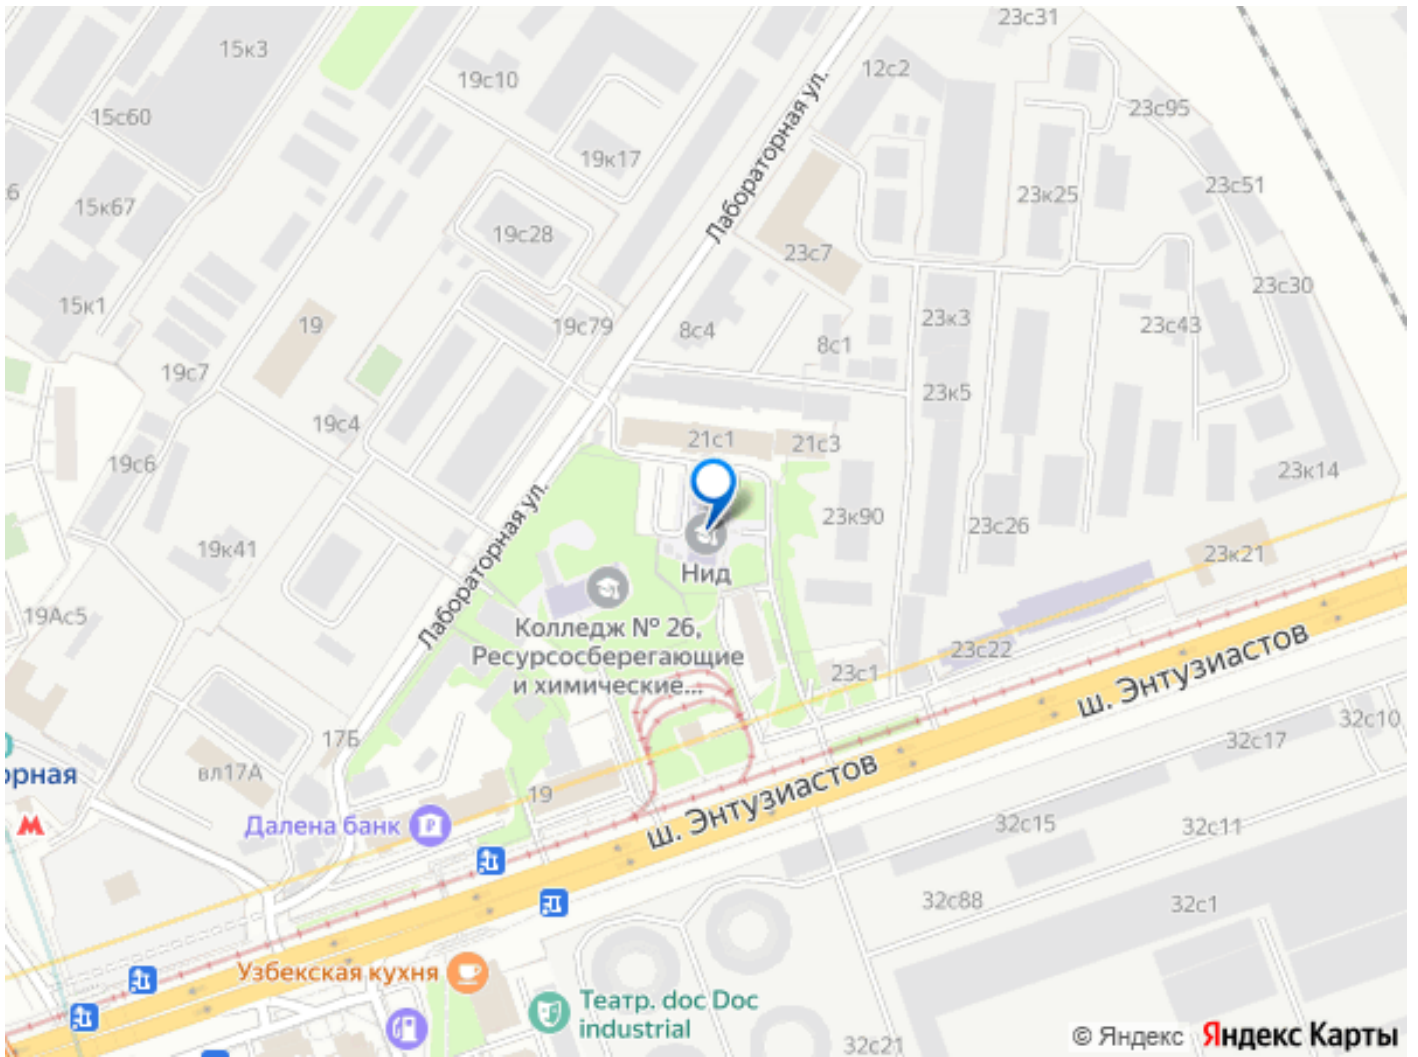 23с31
15к3
12с2
19с10
23с95
15с60
19к17
Лабораторная ул.
23с51
6
23к25
15к67
19с28
23с7
23с30
15к1
19
19с79
8с4
23к3
23с43
8с1
19с7
23к5
19с4
21с1
21с3
19с6
23к14
Лабораторная ул.
23к90
23с26
19к41
23к21
Нид
19Ас5
Колледж № 26,
Ресурсосберегающие
и химические...
23с22
23с1
ш. Энтузиастов
32с10
17Б
32с17
вл17А
орная
19
ш. Энтузиастов
Далена банк
32с15
32с11
32с88
32с1
Узбекская кухня
Театр. doc Doc
industrial
32с21
© Яндекс Яндекс Карты